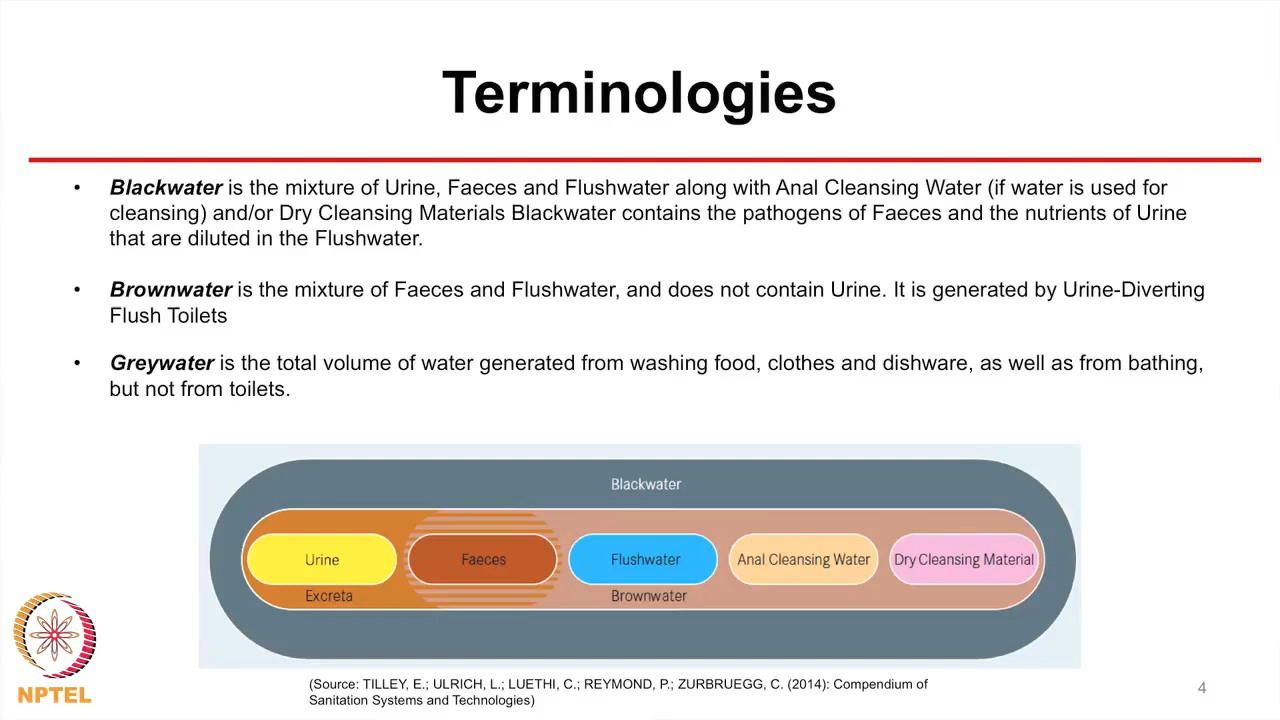 Terminologies
• Blackwater is the mixture of Urine, Faeces and Flushwater along with Anal Cleansing Water (if water is used for
cleansing) and/or Dry Cleansing Materials Blackwater contains the pathogens of Faeces and the nutrients of Urine
that are diluted in the Flushwater.
• Brownwater is the mixture of Faeces and Flushwater, and does not contain Urine. It is generated by Urine-Diverting
Flush Toilets
• Greywater is the total volume of water generated from washing food, clothes and dishware, as well as from bathing,
but not from toilets.
Blackwater
Urine Faeces Flushwater Anal Cleansing Water Dry Cleansing Material
Excreta Brownwater
(Source: TILLEY, E.; ULRICH, L.; LUETHI, C.; REYMOND, P.; ZURBRUEGG, C. (2014): Compendium of
Sanitation Systems and Technologies)
NPTEL
4